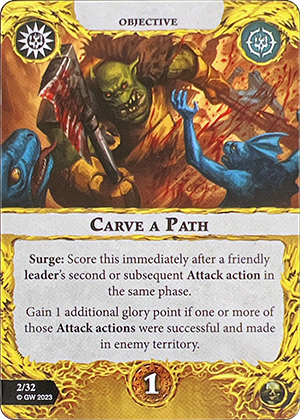 OBJECTIVE
CARVE A PATH
Surge: Score this immediately after a friendly
leader's second or subsequent Attack action in
the same phase.
Gain 1 additional glory point if one or more of
those Attack actions were successful and made
in enemy territory.
2/32
© GW 2023
1